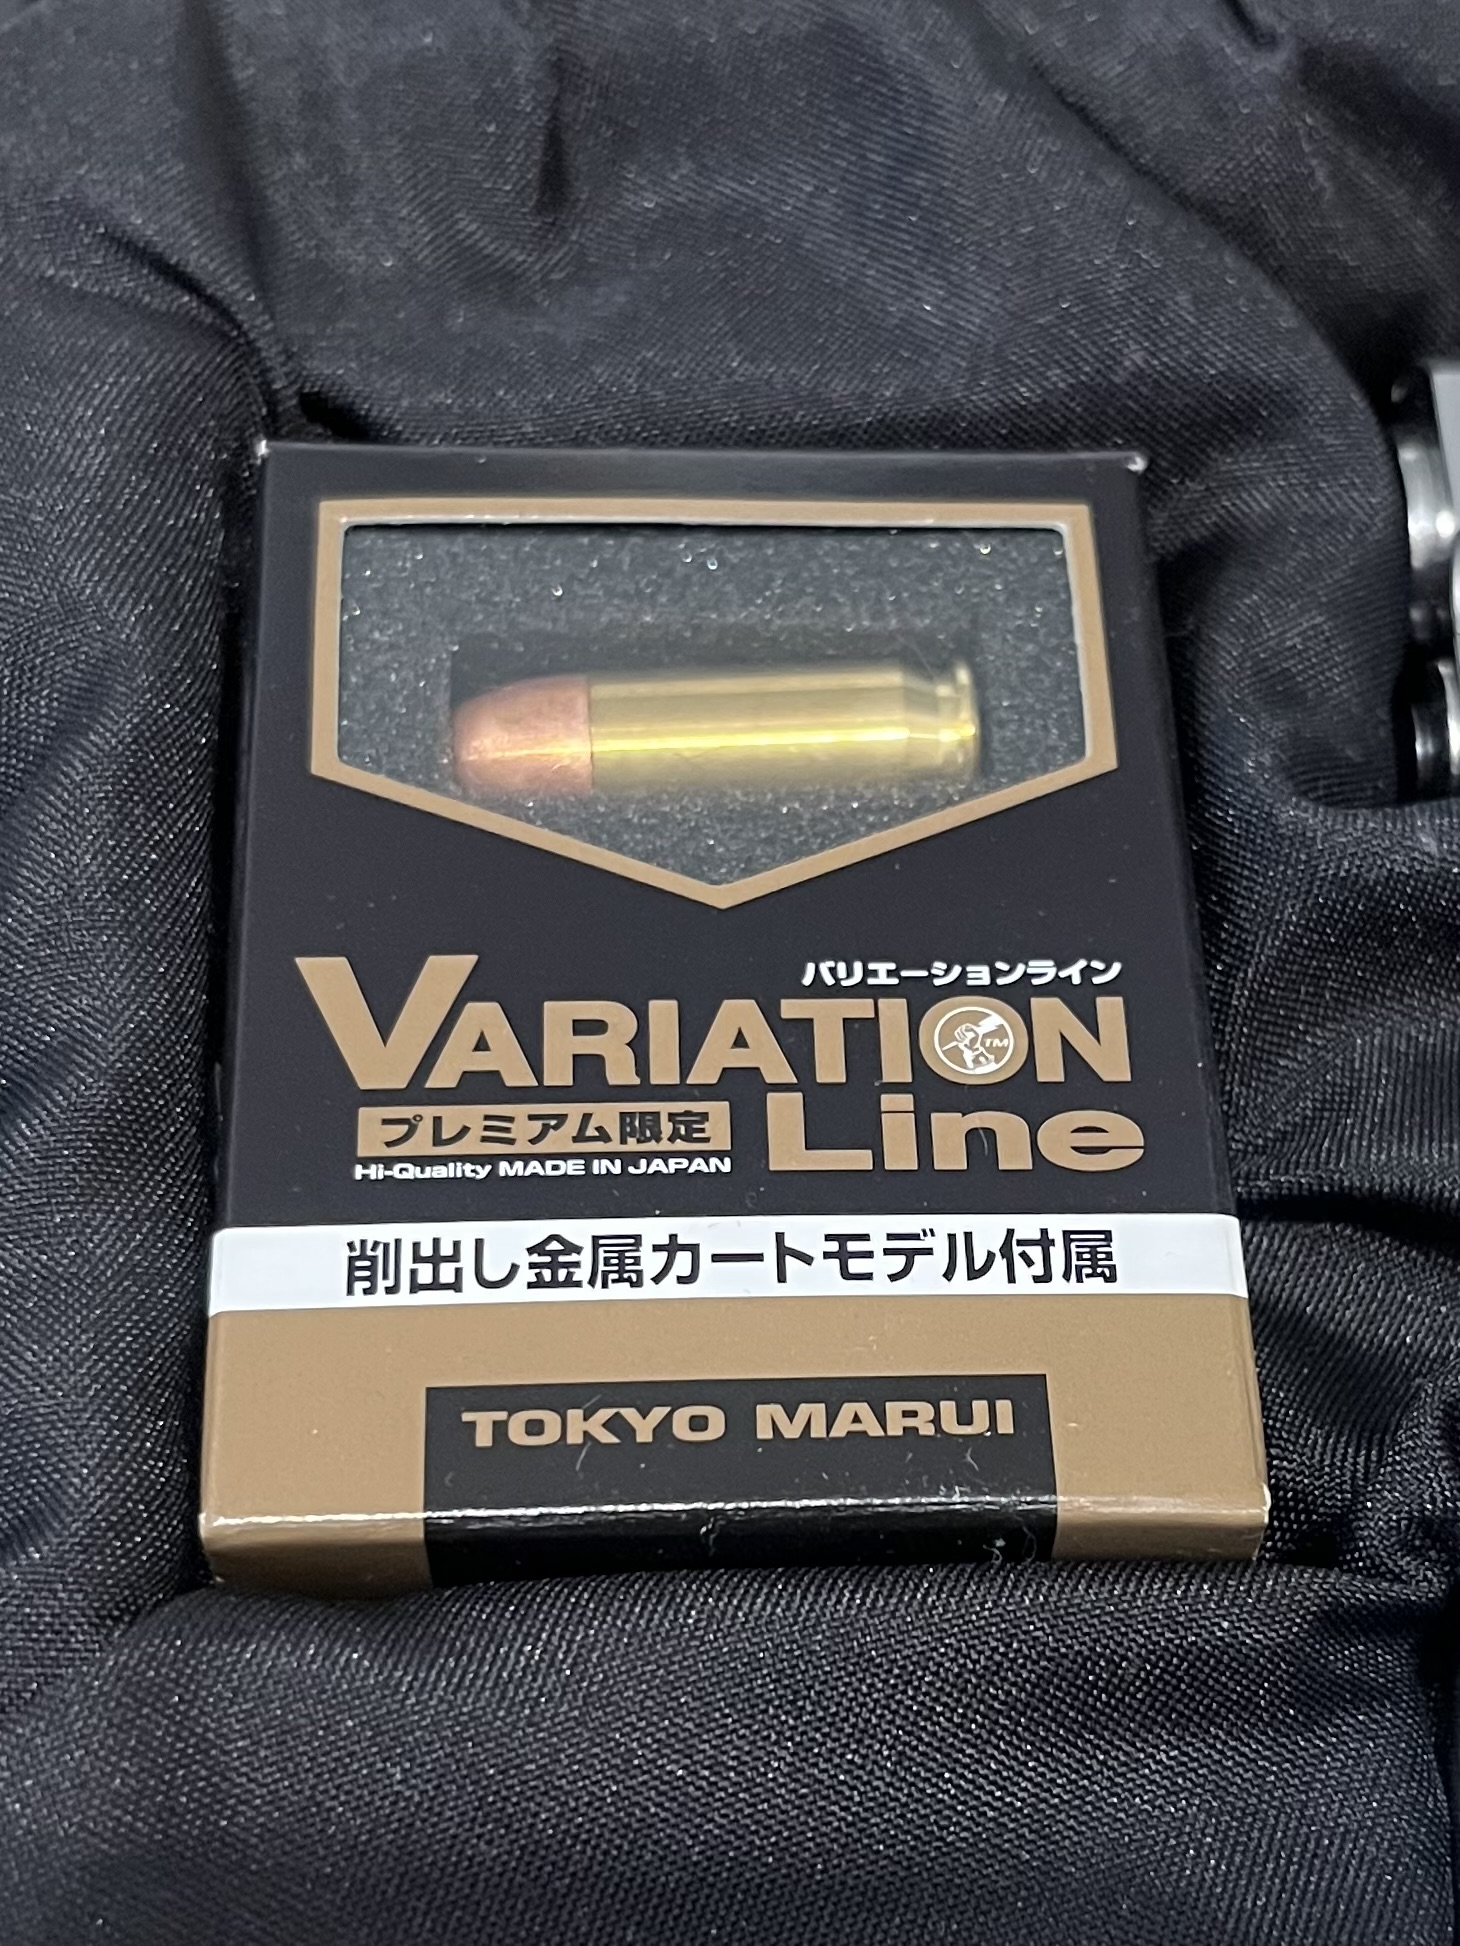 バリエーションライン
VARIATION
TM
プレミアム限定
Line
Hi-Quality MADE IN JAPAN
削出し金属カートモデル付属
TOKYO MARUI